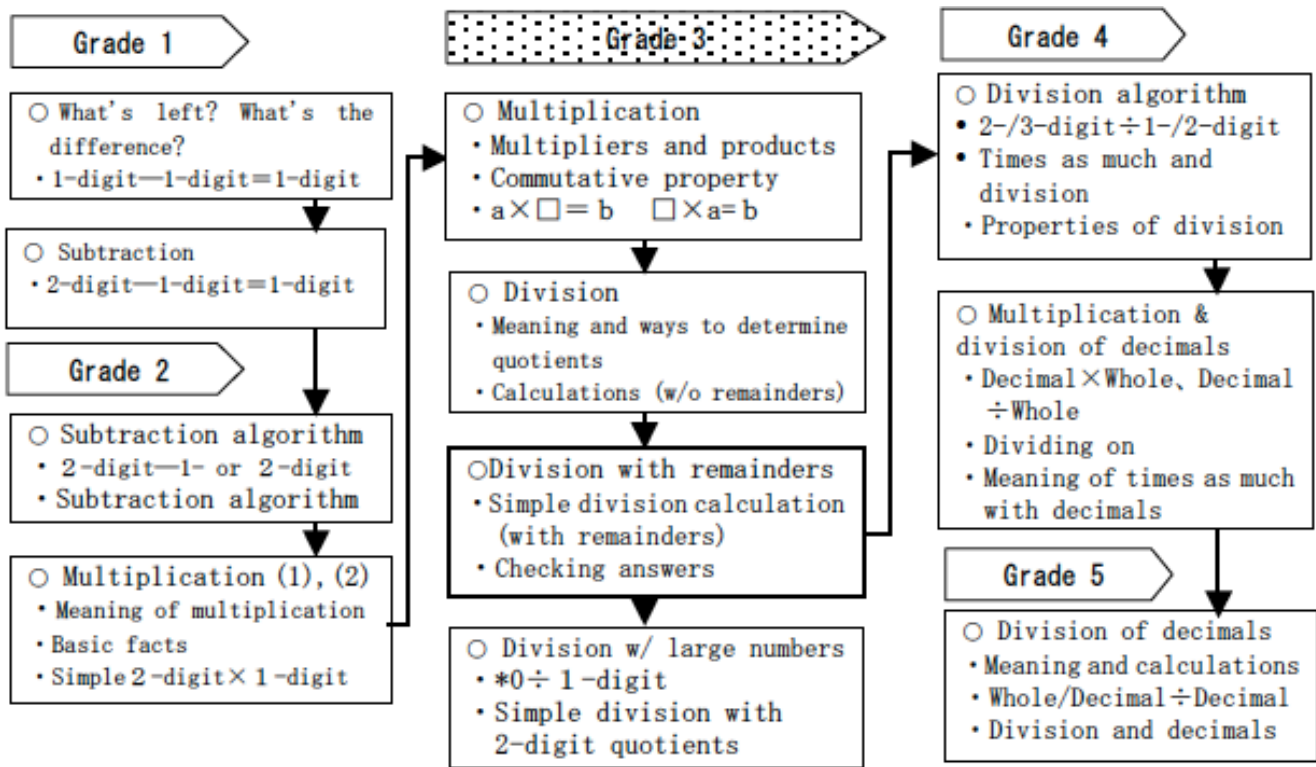 Grade 1
○ What's left? What's the
difference?
・1-digit―1-digit＝1-digit
○ Subtraction
・2-digit―1-digit＝1-digit
Grade 2
○ Subtraction algorithm
・2-digit―1- or 2-digit
・Subtraction algorithm
○ Multiplication (1), (2)
・Meaning of multiplication
・Basic facts
・Simple 2-digit× 1-digit
Grade 3
○ Multiplication
・Multipliers and products
・Commutative property
・a×□＝b □×a=b
○ Division
・Meaning and ways to determine
quotients
・Calculations (w/o remainders)
○Division with remainders
・Simple division calculation
(with remainders)
・Checking answers
○ Division w/ large numbers
・*0÷ 1-digit
・Simple division with
2-digit quotients
Grade 4
○ Division algorithm
• 2-/3-digit÷1-/2-digit
• Times as much and
division
・Properties of division
○ Multiplication &
division of decimals
・Decimal×Whole、Decimal
÷Whole
・Dividing on
・Meaning of times as much
with decimals
Grade 5
○ Division of decimals
・Meaning and calculations
・Whole/Decimal÷Decimal
・Division and decimals